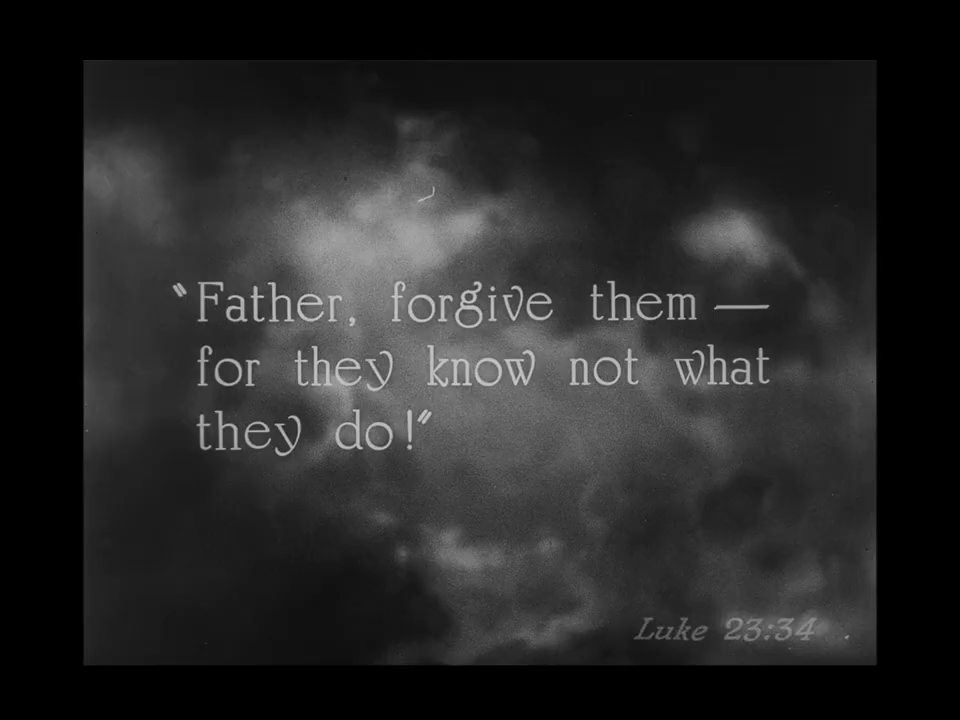 "Father, forgive them —
for they know not what
they do!"
Luke 23:34